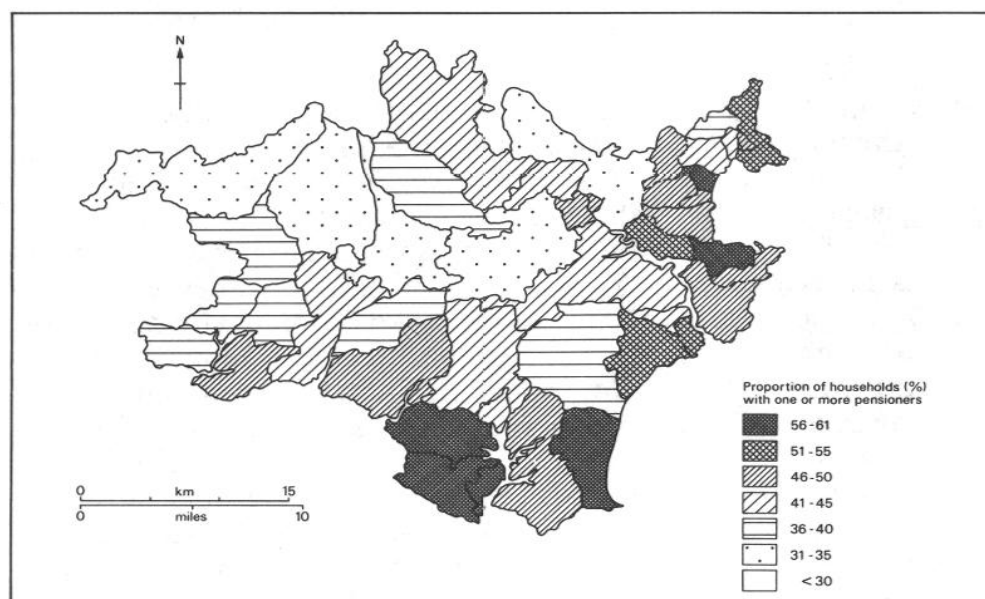 N
Proportion of households (%)
with one or more pensioners
56-61
51-55
46-50
41-45
36-40
31-35
<30
0 km 15
0 miles 10